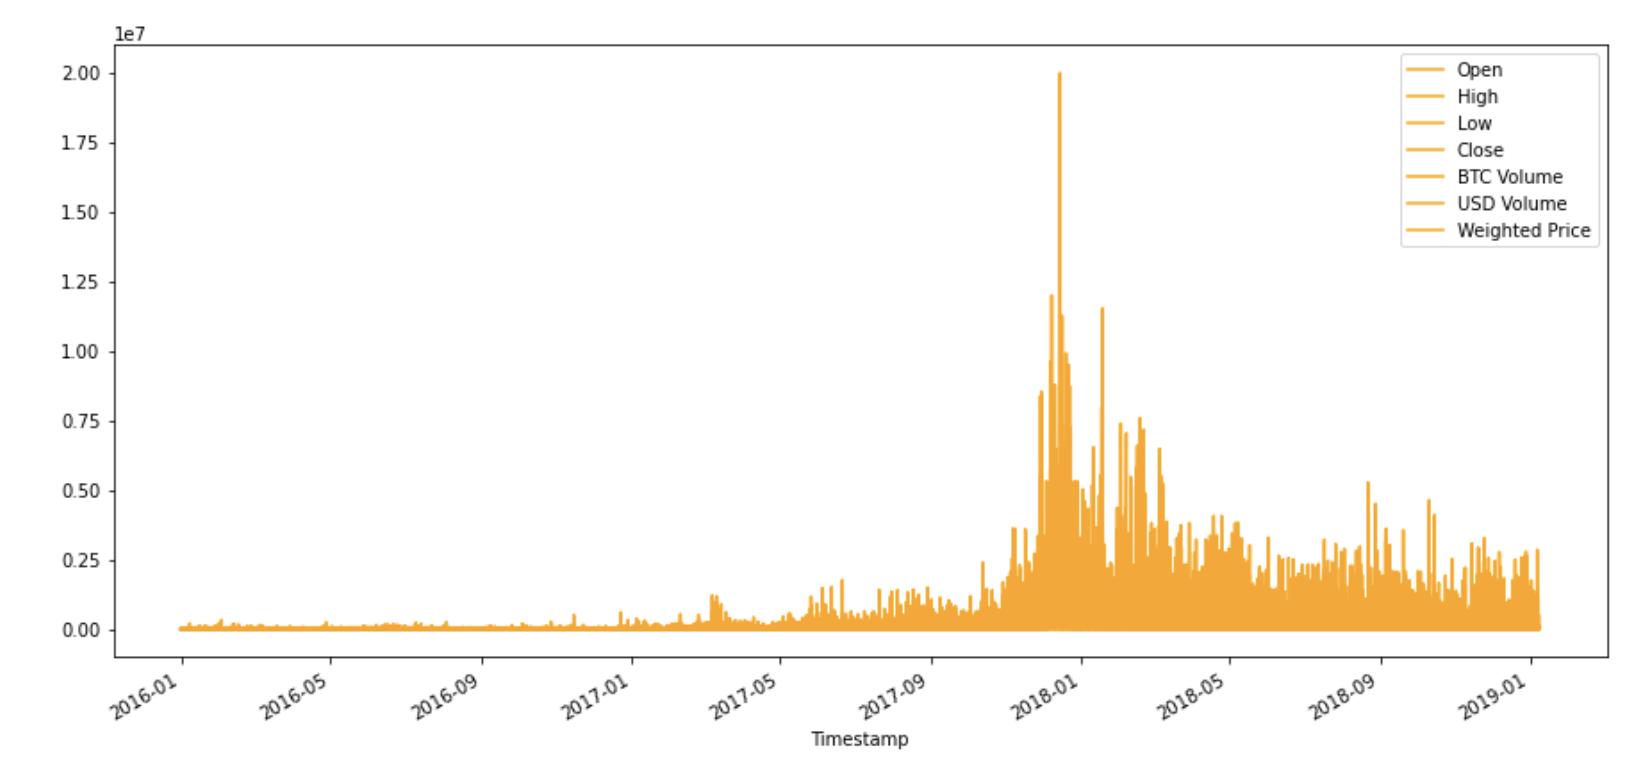 1e7
2.00
1.75
1.50
1.25
1.00
0.75
0.50
0.25
0.00
Open
High
Low
Close
BTC Volume
USD Volume
Weighted Price
2016-01
2016-05
2016-09
2017-01
2017-05
2017-09
2018-01
2018-05
2018-09
2019-01
Timestamp